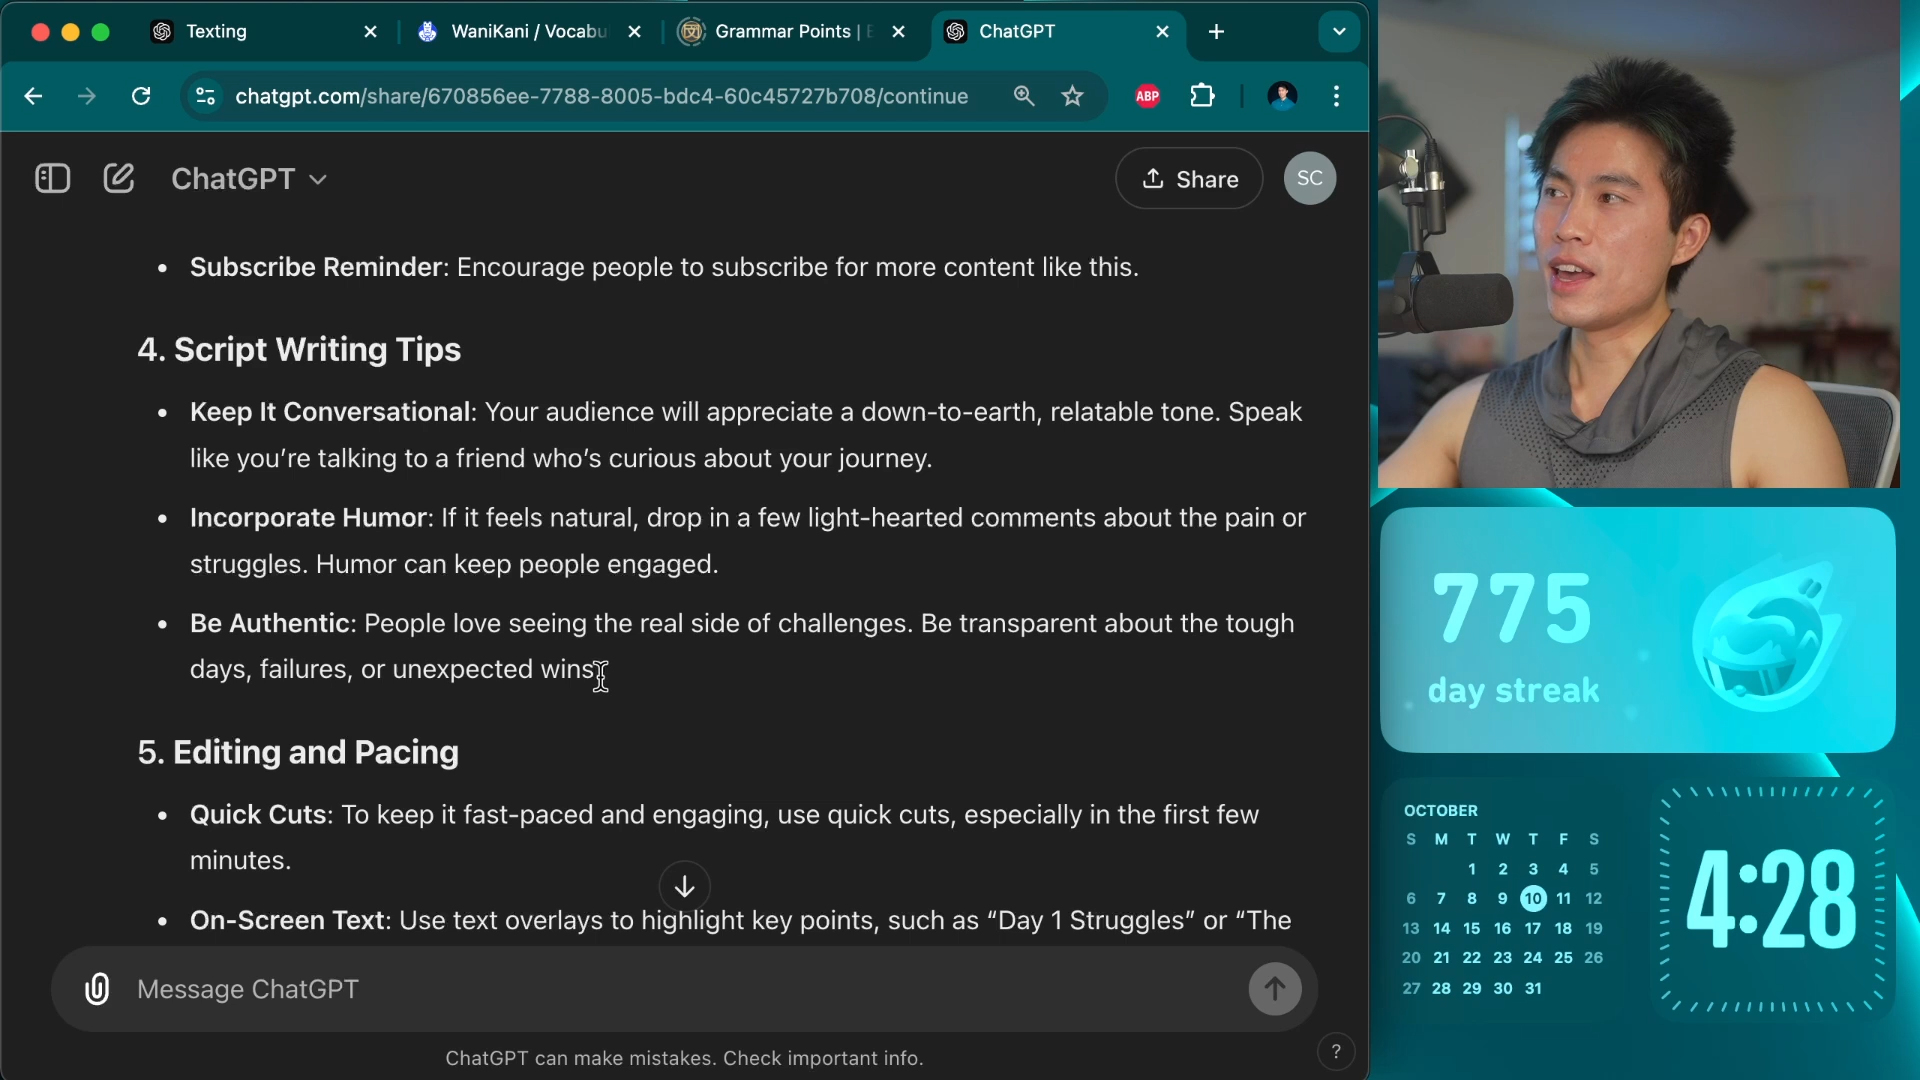 Texting
WaniKani / Vocabu
Grammar Points |
ChatGPT
chatgpt.com/share/670856ee-7788-8005-bdc4-60c45727b708/continue
ABP
ChatGPT
Share
SC
• Subscribe Reminder: Encourage people to subscribe for more content like this.
4. Script Writing Tips
• Keep It Conversational: Your audience will appreciate a down-to-earth, relatable tone. Speak
like you’re talking to a friend who’s curious about your journey.
• Incorporate Humor: If it feels natural, drop in a few light-hearted comments about the pain or
struggles. Humor can keep people engaged.
• Be Authentic: People love seeing the real side of challenges. Be transparent about the tough
days, failures, or unexpected wins
5. Editing and Pacing
• Quick Cuts: To keep it fast-paced and engaging, use quick cuts, especially in the first few
minutes.
• On-Screen Text: Use text overlays to highlight key points, such as “Day 1 Struggles” or “The
Message ChatGPT
ChatGPT can make mistakes. Check important info.
?
775
day streak
OCTOBER
S M T W T F S
1 2 3 4 5
6 7 8 9 10 11 12
13 14 15 16 17 18 19
20 21 22 23 24 25 26
27 28 29 30 31
4:28